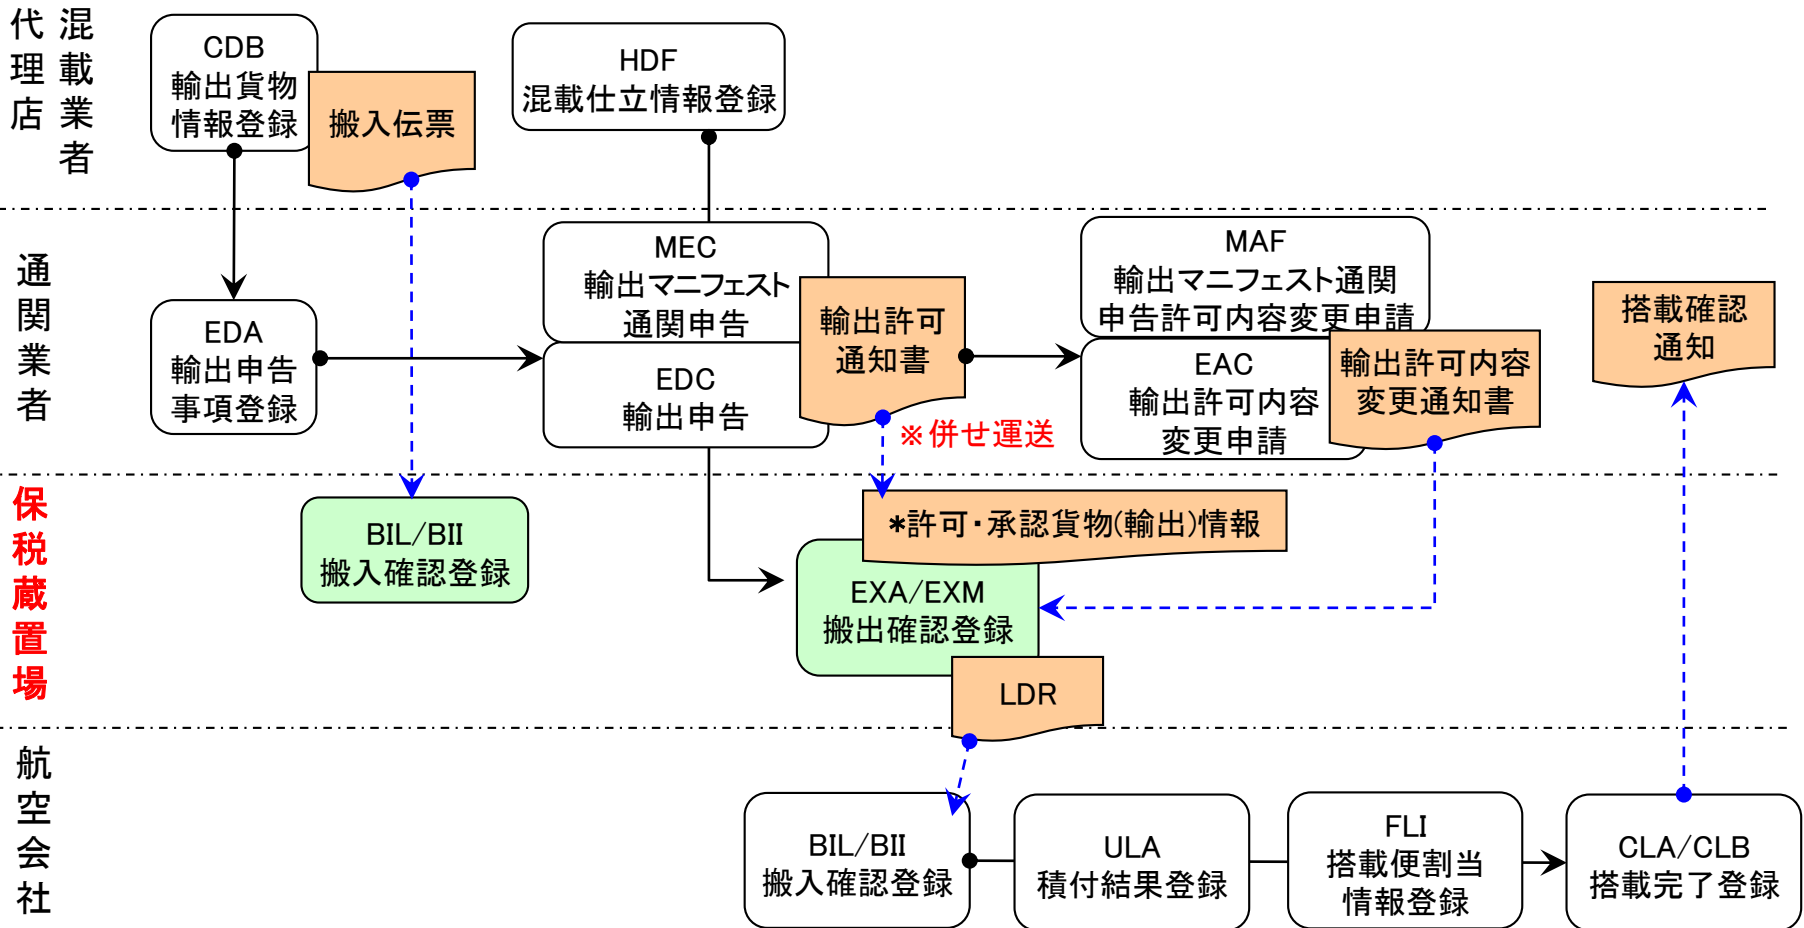 代理店
混載業者
CDB
輸出貨物
情報登録
搬入伝票
HDF
混載仕立情報登録
通関業者
EDA
輸出申告
事項登録
MEC
輸出マニフェスト
通関申告
EDC
輸出申告
輸出許可
通知書
※併せ運送
MAF
輸出マニフェスト通関
申告許可内容変更申請
EAC
輸出許可内容
変更申請
輸出許可内容
変更通知書
搭載確認
通知
保税蔵置場
BIL/BII
搬入確認登録
*許可・承認貨物(輸出)情報
EXA/EXM
搬出確認登録
LDR
航空会社
BIL/BII
搬入確認登録
ULA
積付結果登録
FLI
搭載便割当
情報登録
CLA/CLB
搭載完了登録